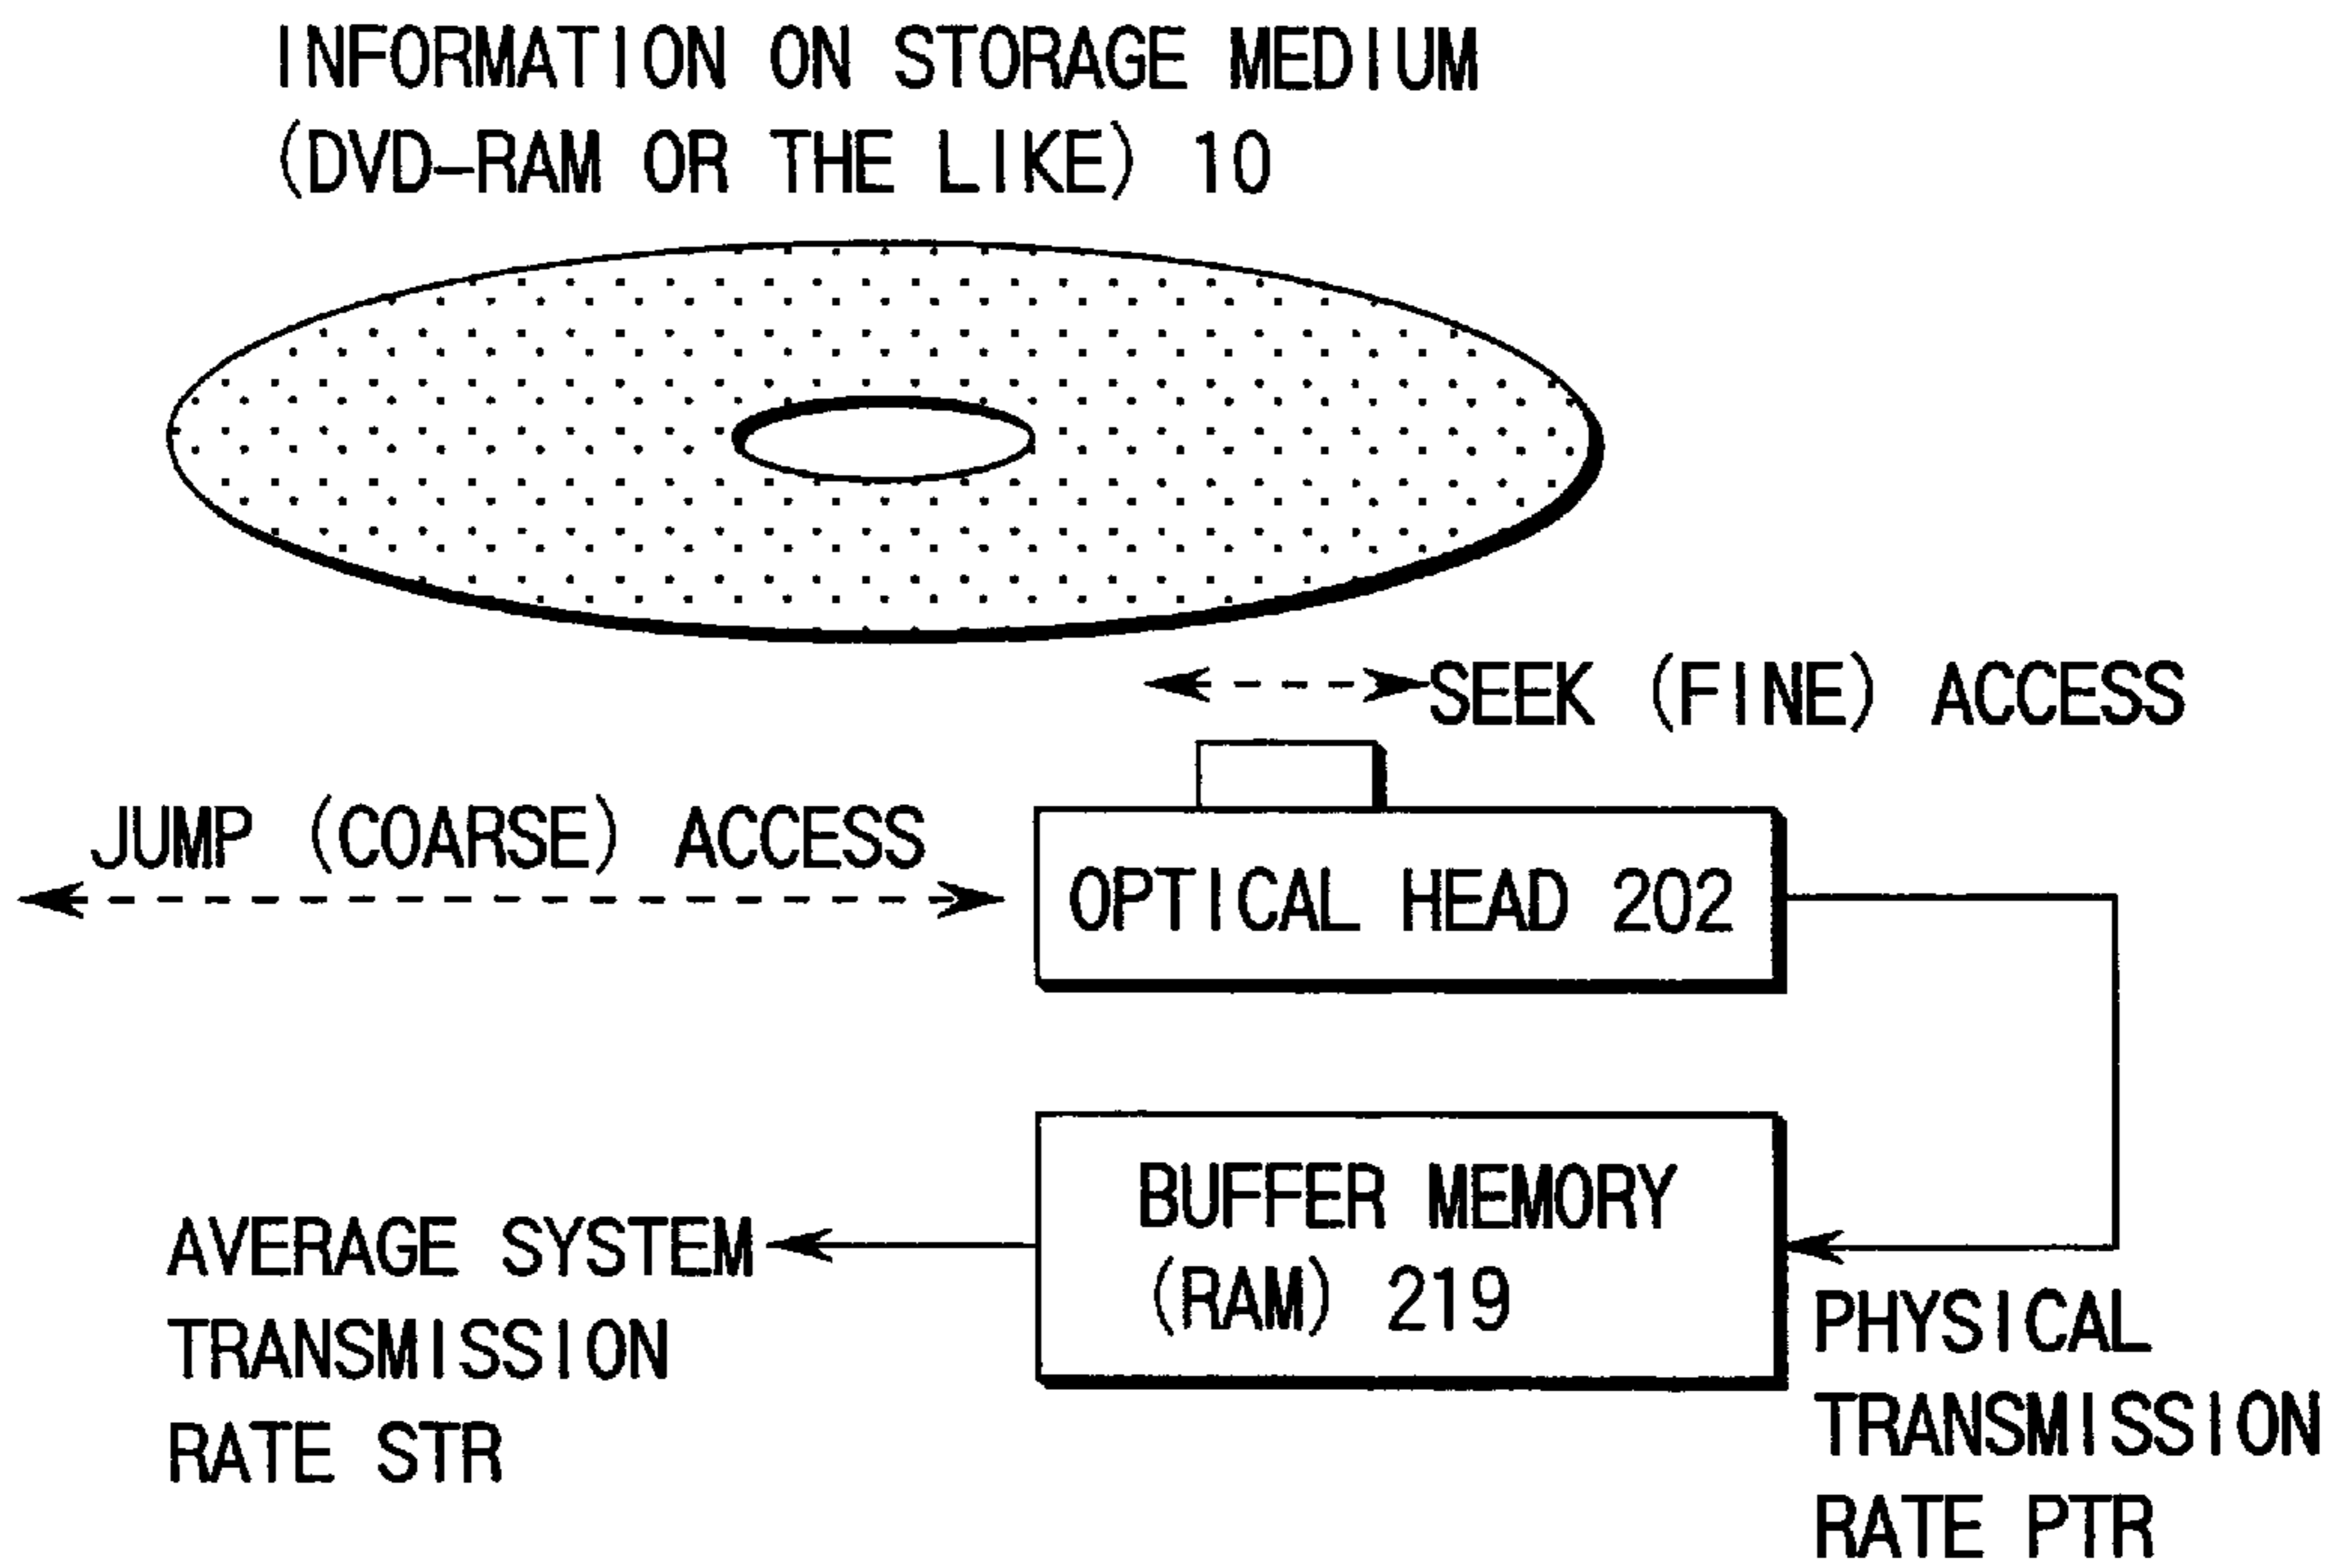 INFORMATION ON STORAGE MEDIUM
(DVD-RAM OR THE LIKE) 10
SEEK (FINE) ACCESS
JUMP (COARSE) ACCESS
OPTICAL HEAD 202
BUFFER MEMORY
(RAM) 219
AVERAGE SYSTEM
TRANSMISSION
RATE STR
PHYSICAL
TRANSMISSION
RATE PTR